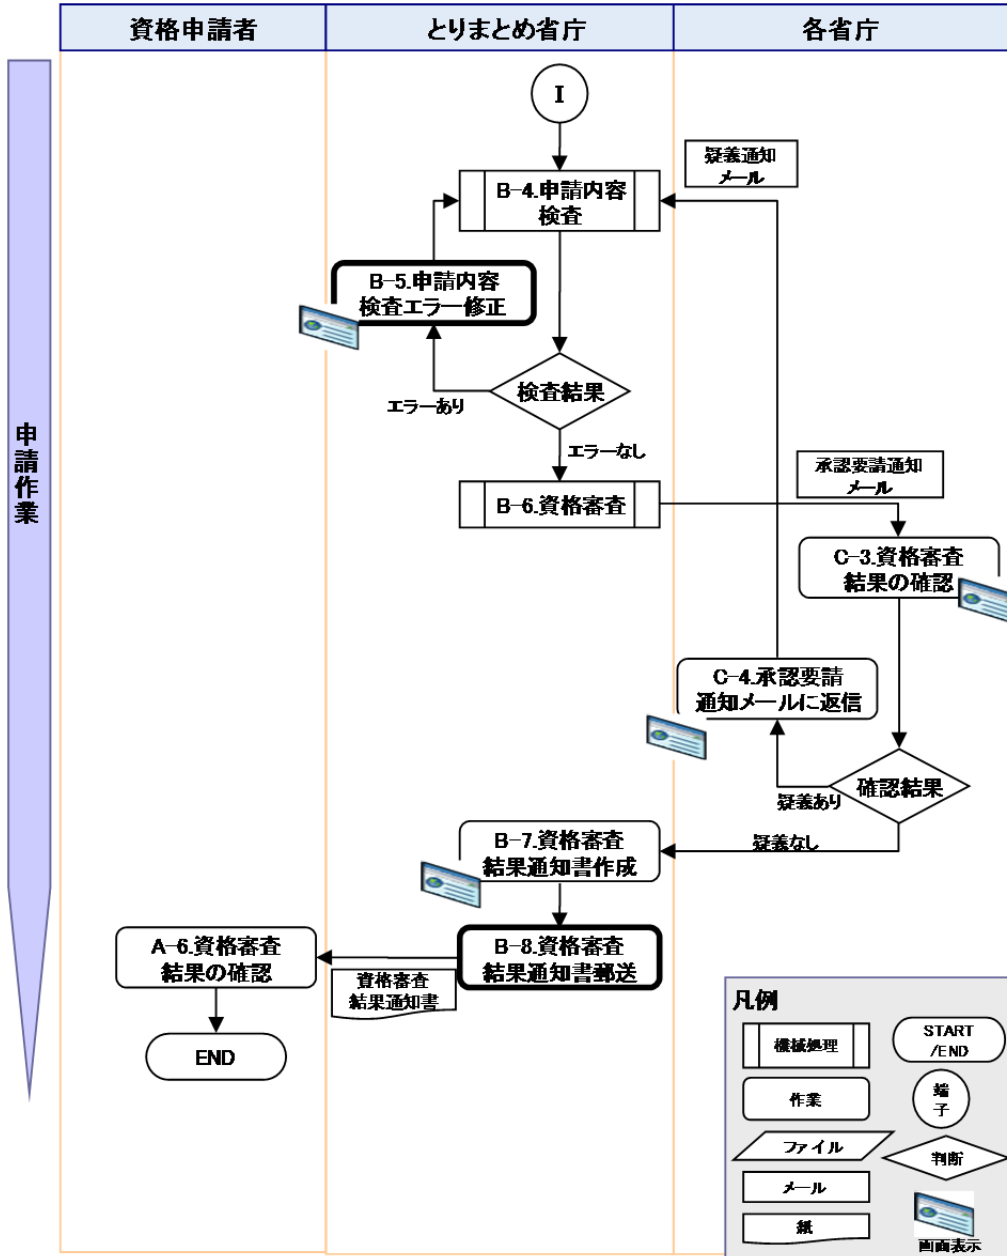 資格申請者
とりまとめ省庁
各省庁
申請作業
I
疑義通知
メール
B-4.申請内容
検査
B-5.申請内容
検査エラー修正
検査結果
エラーあり
エラーなし
承認要請通知
メール
B-6.資格審査
C-3.資格審査
結果の確認
C-4.承認要請
通知メールに返信
確認結果
疑義あり
疑義なし
B-7.資格審査
結果通知書作成
A-6.資格審査
結果の確認
B-8.資格審査
結果通知書郵送
資格審査
結果通知書
END
凡例
機械処理
START
/END
作業
端
子
ファイル
判断
メール
紙
画面表示